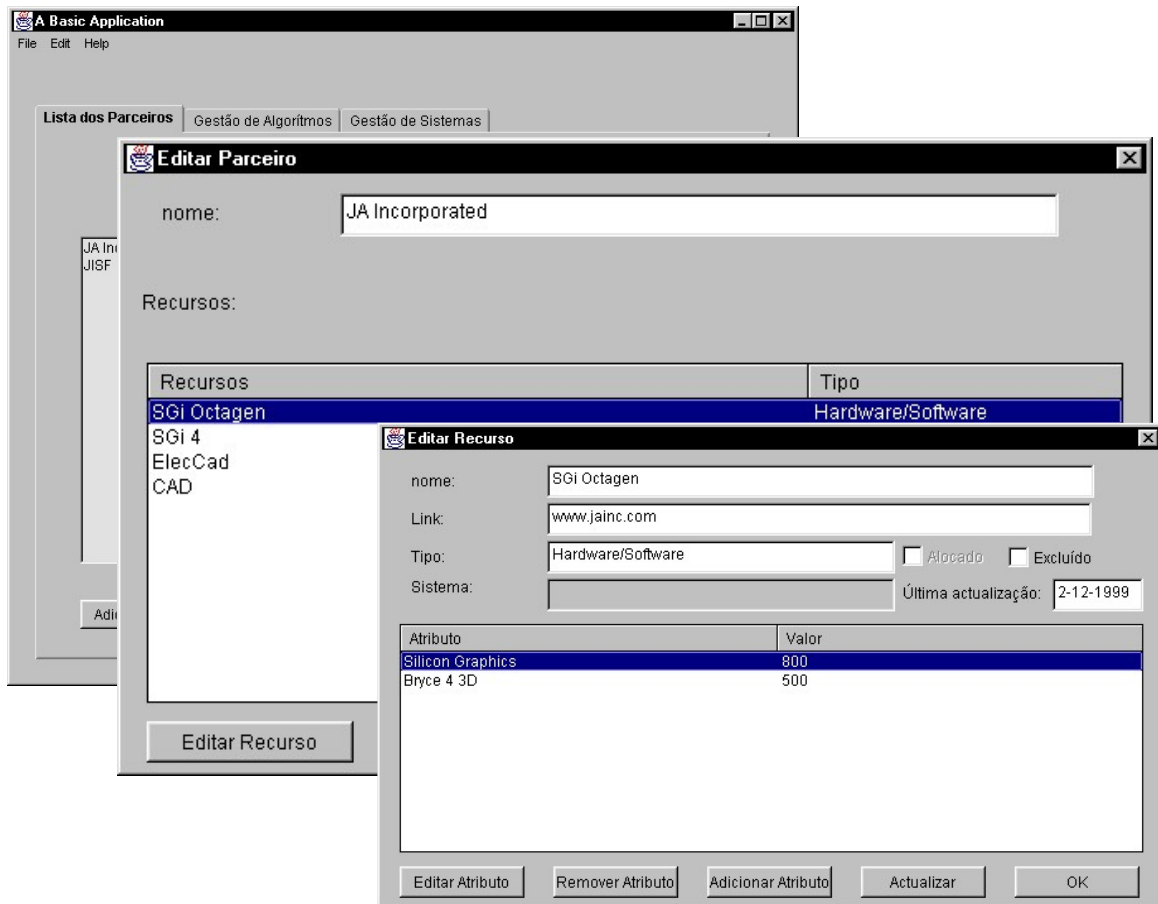 A Basic Application
File Edit Help
Lista dos Parceiros Gestão de Algorítmos Gestão de Sistemas
JISF
Editar Parceiro
nome: JA Incorporated
Recursos:
Recursos Tipo
SGi Octagen Hardware/Software
SGi 4
ElecCad
CAD
Editar Recurso
Editar Recurso
nome: SGi Octagen
Link: www.jainc.com
Tipo: Hardware/Software Alocado Excluído
Sistema: Última actualização: 2-12-1999
Atributo Valor
Silicon Graphics 800
Bryce 4 3D 500
Editar Atributo Remover Atributo Adicionar Atributo Actualizar OK